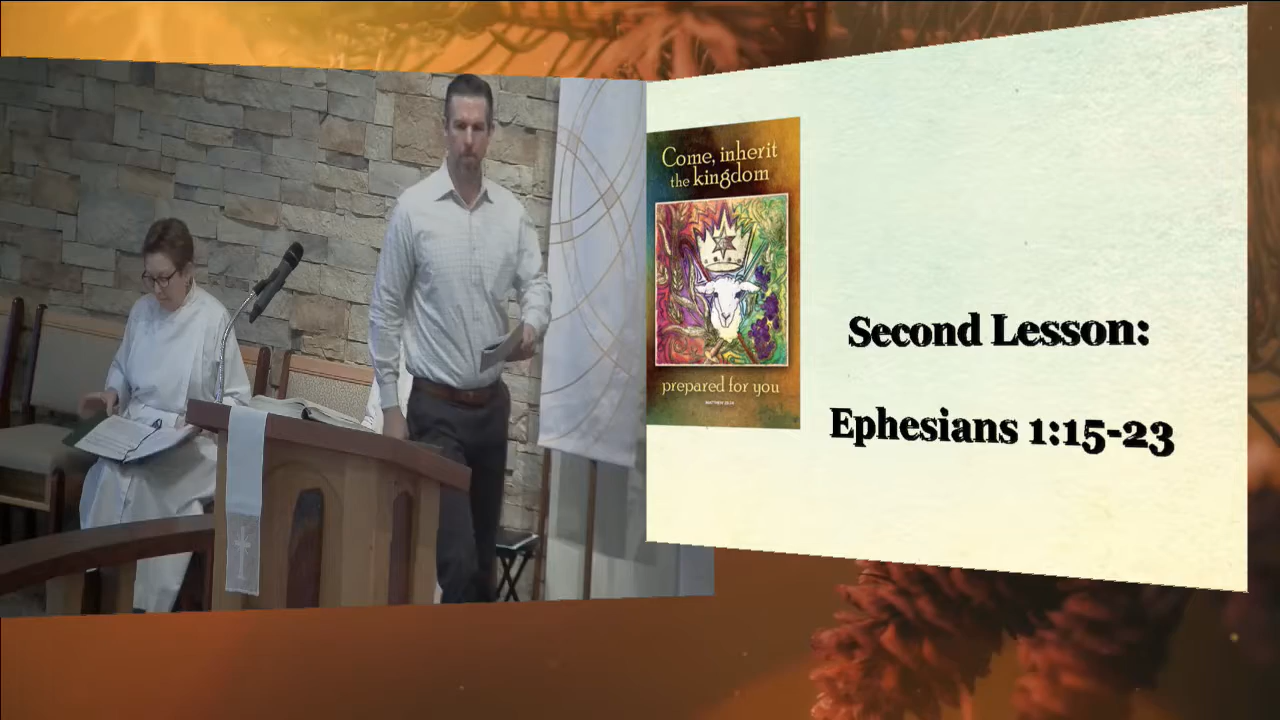 Come, inherit
the kingdom
prepared for you
Second Lesson:
Ephesians 1:15-23